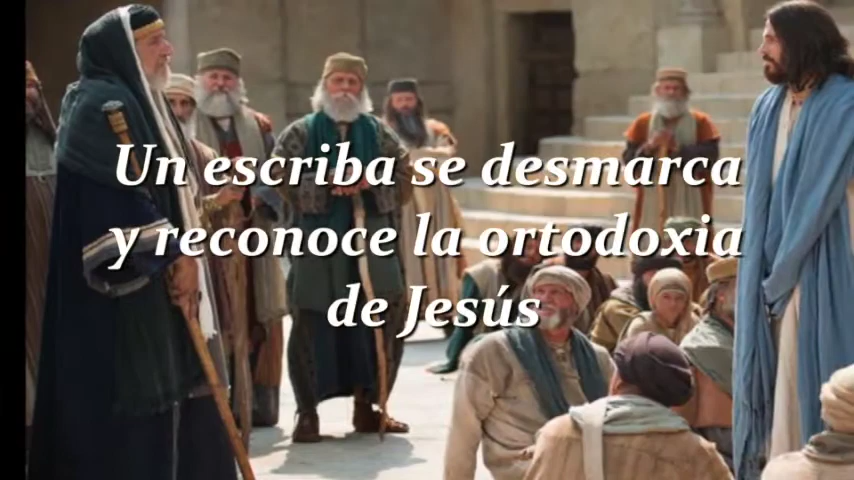 Un escriba se desmarca
y reconoce la ortodoxia
de Jesús